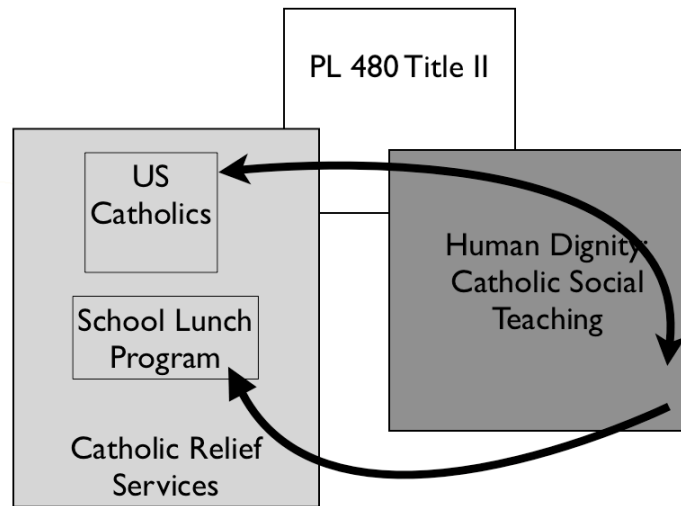 PL 480 Title II
US
Catholics
Human Dignity:
Catholic Social
Teaching
School Lunch
Program
Catholic Relief
Services